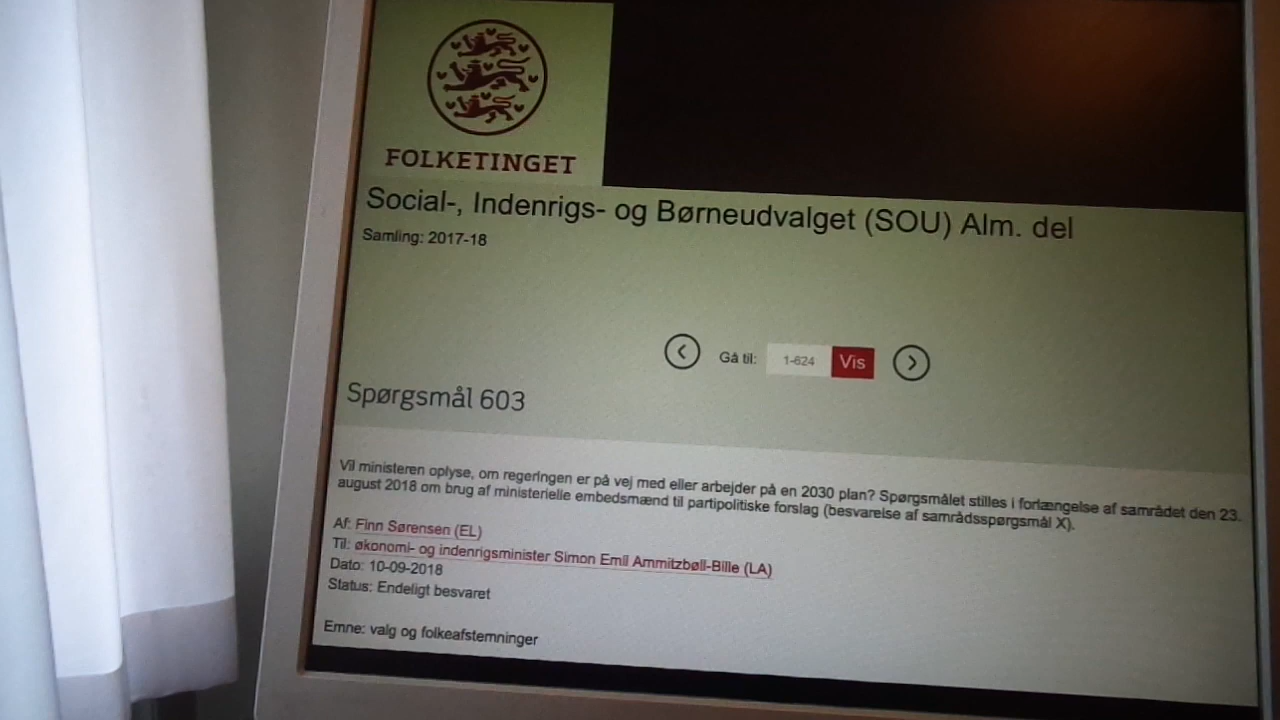 FOLKETINGET
Social-, Indenrigs- og Børneudvalget (SOU) Alm. del
Samling: 2017-18
Gå til: 1-624 Vis
Spørgsmål 603
Vil ministeren oplyse, om regeringen er på vej med eller arbejder på en 2030 plan? Spørgsmålet stilles i forlængelse af samrådet den 23.
august 2018 om brug af ministerielle embedsmænd til partipolitiske forslag (besvarelse af samrådsspørgsmål X).
Af: Finn Sørensen (EL)
Til: økonomi- og indenrigsminister Simon Emil Ammitzbøll-Bille (LA)
Dato: 10-09-2018
Status: Endeligt besvaret
Emne: valg og folkeafstemninger